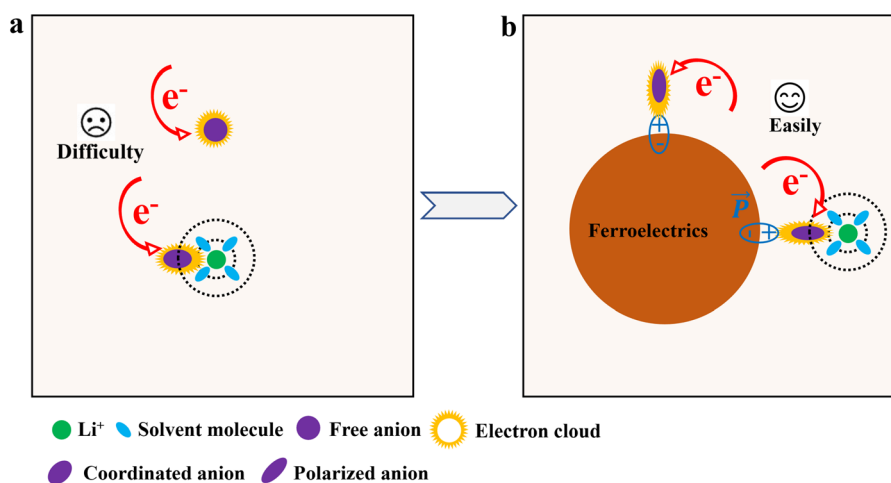 a
e-
Difficulty
e-
b
e-
Easily
e-
P
Ferroelectrics
+
-
- +
Li+ Solvent molecule Free anion Electron cloud
Coordinated anion Polarized anion